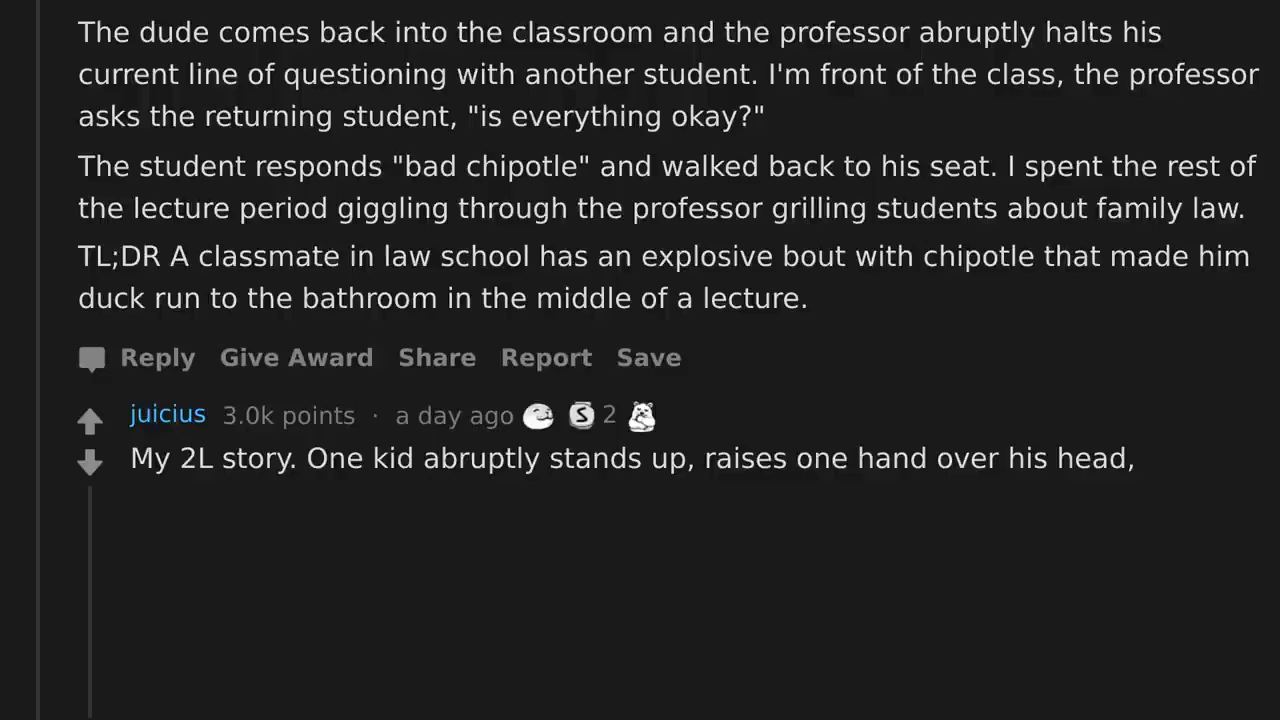 The dude comes back into the classroom and the professor abruptly halts his
current line of questioning with another student. I'm front of the class, the professor
asks the returning student, "is everything okay?"
The student responds "bad chipotle" and walked back to his seat. I spent the rest of
the lecture period giggling through the professor grilling students about family law.
TL;DR A classmate in law school has an explosive bout with chipotle that made him
duck run to the bathroom in the middle of a lecture.
Reply Give Award Share Report Save
juicius 3.0k points · a day ago S 2
My 2L story. One kid abruptly stands up, raises one hand over his head,